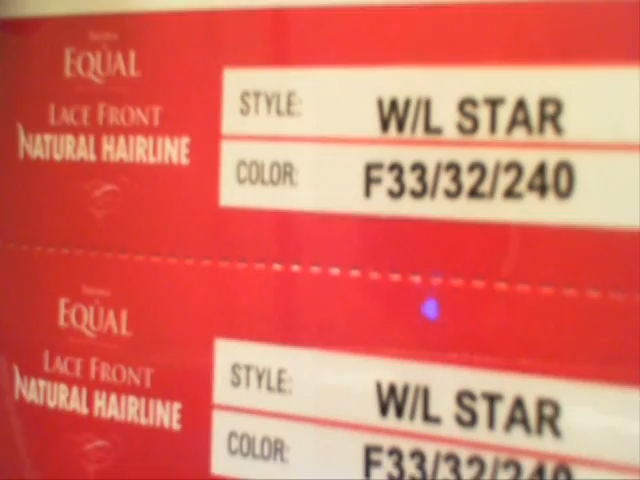 EQUAL
LACE FRONT
NATURAL HAIRLINE
STYLE: W/L STAR
COLOR: F33/32/240
EQUAL
LACE FRONT
NATURAL HAIRLINE
STYLE: W/L STAR
COLOR: F33/32/240